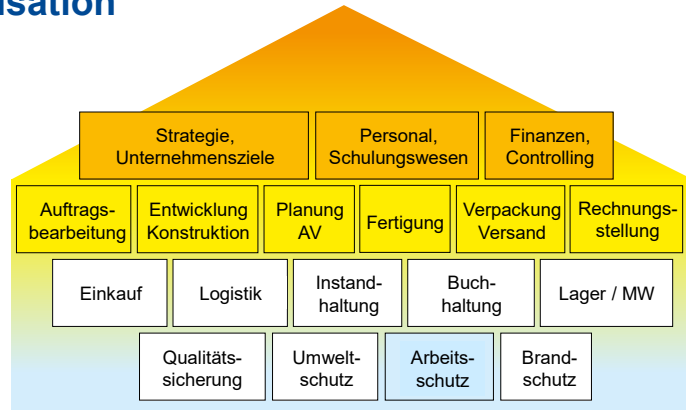 sation
Strategie,
Unternehmensziele
Personal,
Schulungswesen
Finanzen,
Controlling
Auftrags-
bearbeitung
Entwicklung
Konstruktion
Planung
AV
Fertigung
Verpackung
Versand
Rechnungs-
stellung
Einkauf
Logistik
Instand-
haltung
Buch-
haltung
Lager / MW
Qualitäts-
sicherung
Umwelt-
schutz
Arbeits-
schutz
Brand-
schutz